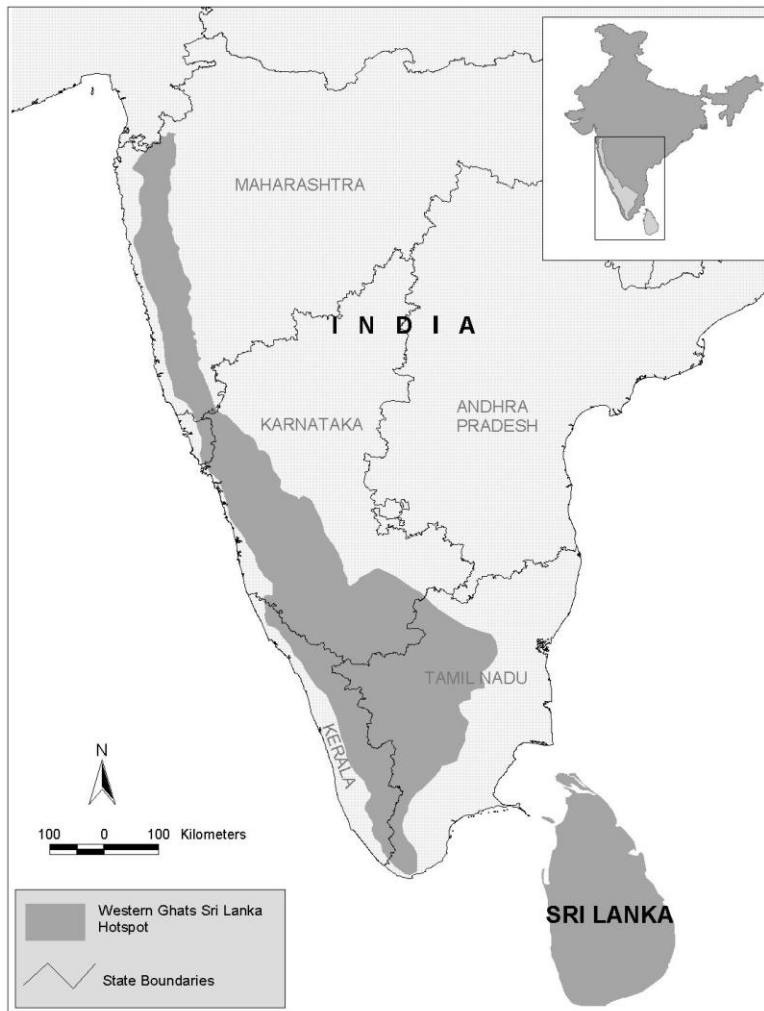 MAHARASHTRA
INDIA
KARNATAKA
ANDHRA
PRADESH
TAMIL NADU
KERALA
N
100 0 100 Kilometers
SRI LANKA
Western Ghats Sri Lanka
Hotspot
State Boundaries